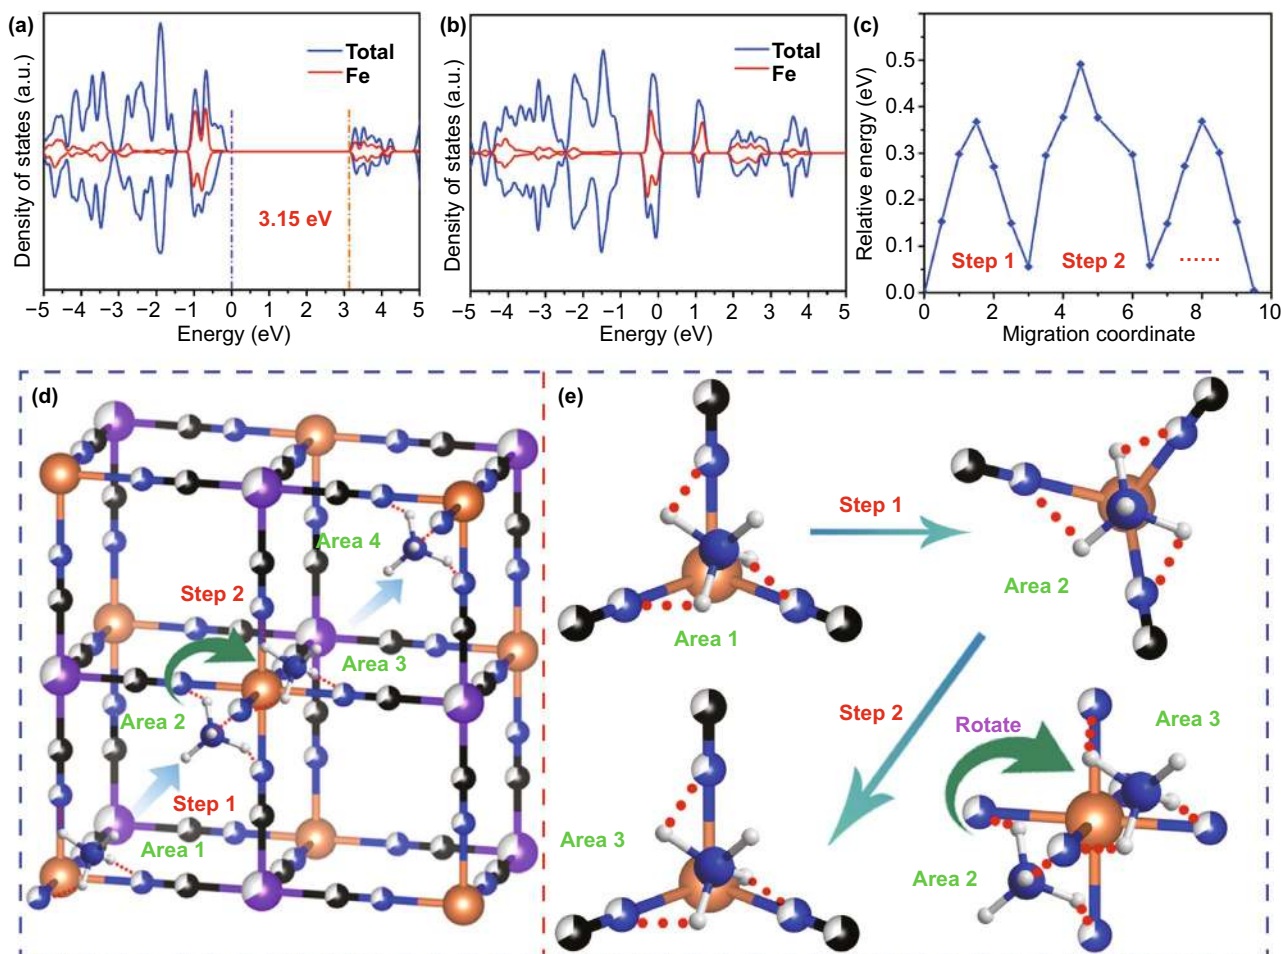 (a)
Total
Fe
3.15 eV
Density of states (a.u.)
−5 −4 −3 −2 −1 0 1 2 3 4 5
Energy (eV)
(b)
Total
Fe
Density of states (a.u.)
−5 −4 −3 −2 −1 0 1 2 3 4 5
Energy (eV)
(c)
Relative energy (eV)
0.5
0.4
0.3
0.2
0.1
0.0
Step 1
Step 2
......
0 2 4 6 8 10
Migration coordinate
(d)
Area 4
Step 2
Area 3
Area 2
Step 1
Area 1
(e)
Step 1
Area 1
Area 2
Step 2
Area 3
Rotate
Area 3
Area 2